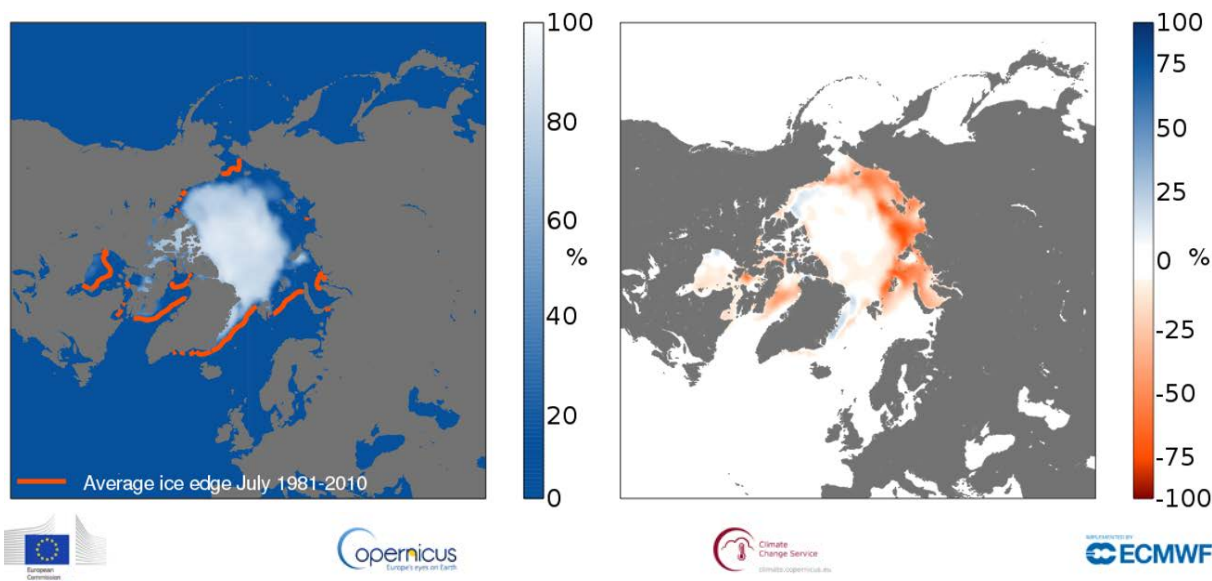 100
80
60
%
40
20
0
Average ice edge July 1981-2010
100
75
50
25
0
%
-25
-50
-75
-100
European
Commission
opernicus
Europe's eyes on Earth
Climate
Change Service
climate.copernicus.eu
IMPLEMENTED BY
ECMWF